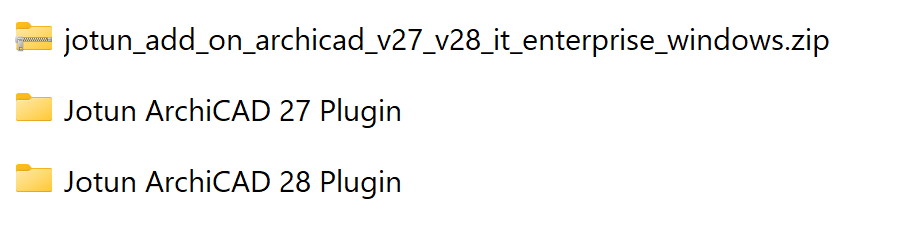 jotun_add_on_archicad_v27_v28_it_enterprise_windows.zip
Jotun ArchiCAD 27 Plugin
Jotun ArchiCAD 28 Plugin